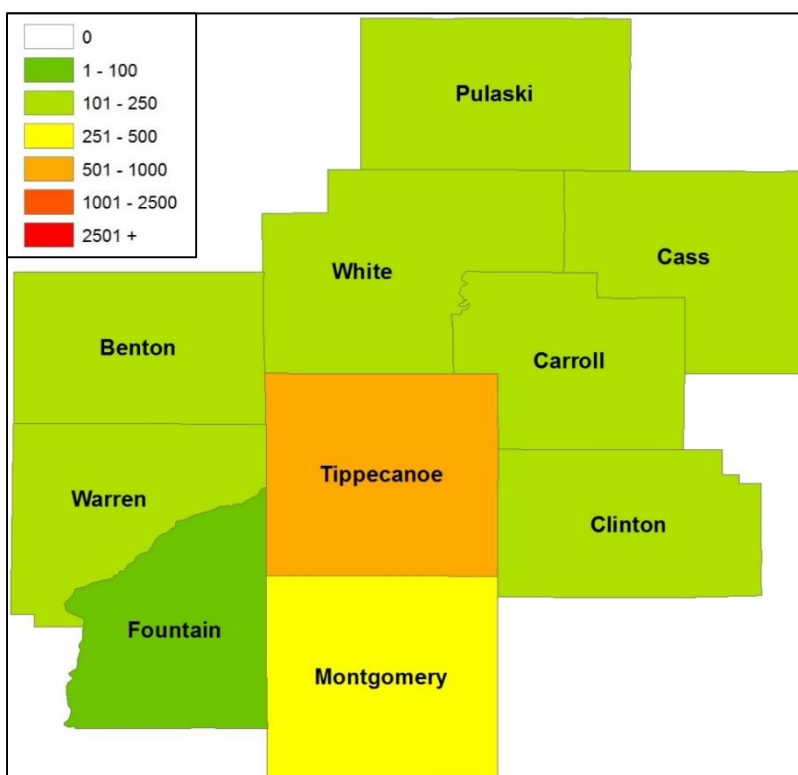 0
1 - 100
101 - 250
251 - 500
501 - 1000
1001 - 2500
2501 +
Pulaski
White
Cass
Benton
Carroll
Tippecanoe
Warren
Clinton
Fountain
Montgomery